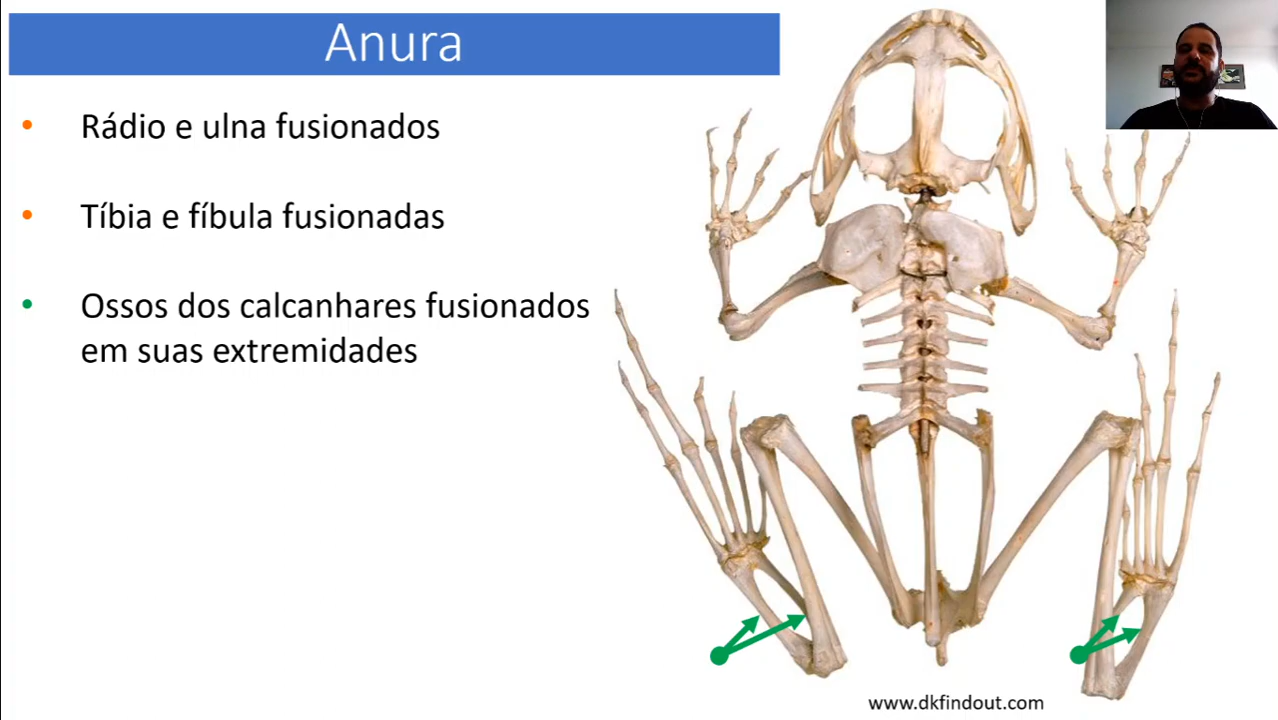 Anura
• Rádio e ulna fusionados
• Tíbia e fíbula fusionadas
• Ossos dos calcanhares fusionados
em suas extremidades
www.dkfindout.com